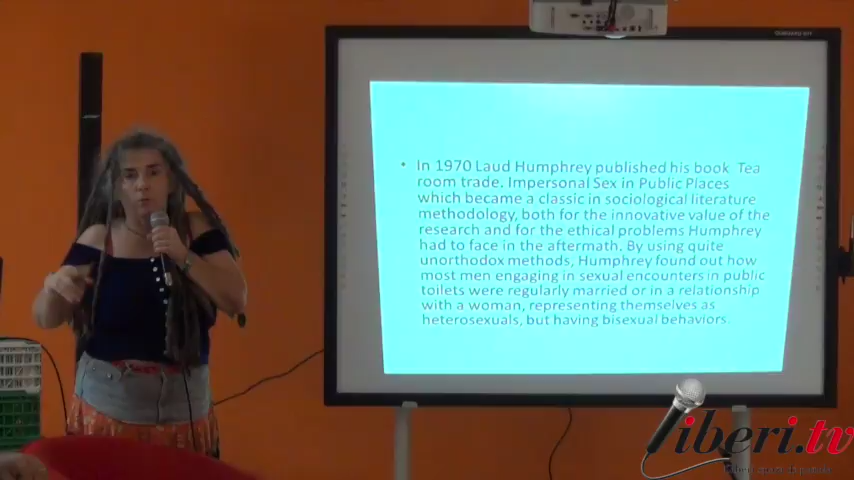 • In 1970 Laud Humphrey published his book Tea
room trade. Impersonal Sex in Public Places
which became a classic in sociological literature
methodology, both for the innovative value of the
research and for the ethical problems Humphrey
had to face in the aftermath. By using quite
unorthodox methods, Humphrey found out how
most men engaging in sexual encounters in public
toilets were regularly married or in a relationship
with a woman, representing themselves as
heterosexuals, but having bisexual behaviors.
liberi.tv